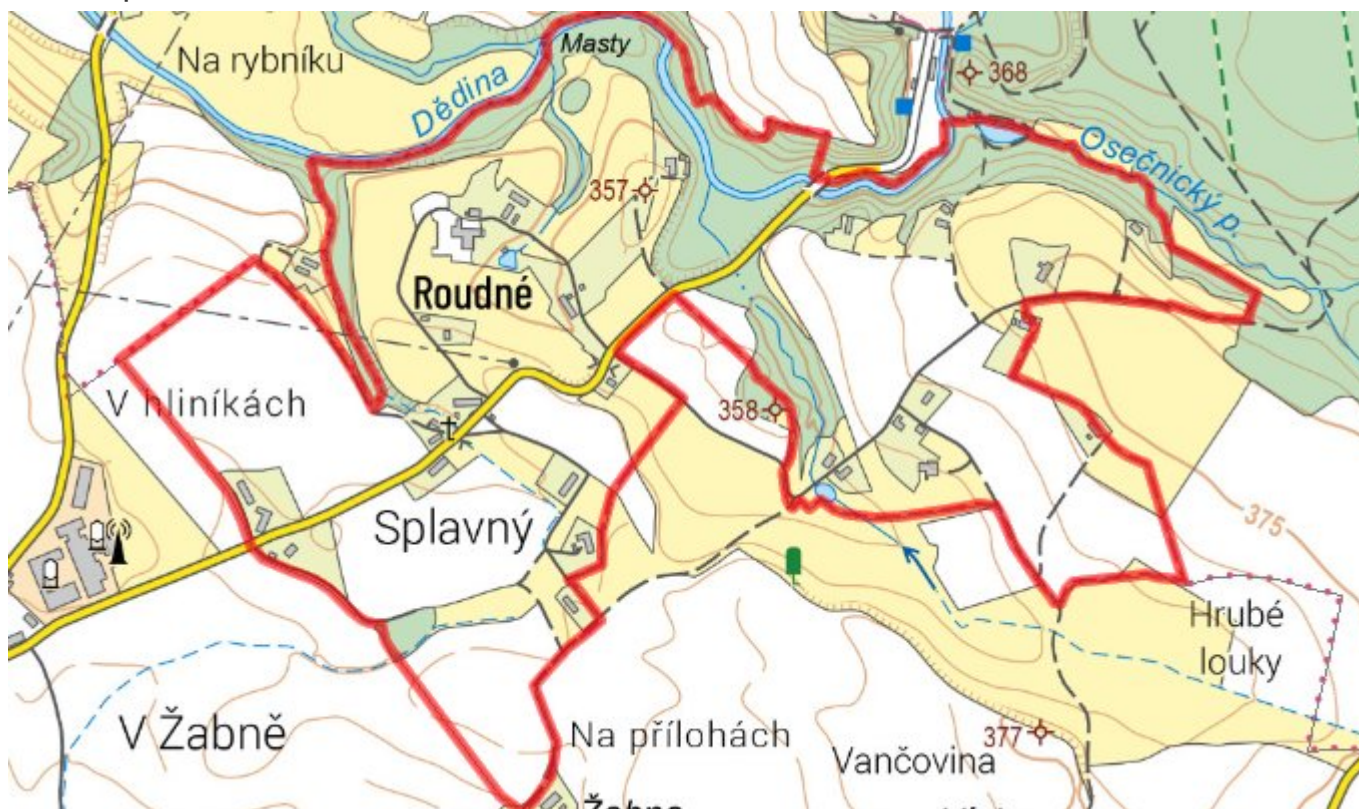 Na rybníku
Masty
Dědina
368
Osečnický p.
357
Roudné
V hliníkách
358
Splavný
375
Hrubé
louky
V Žabně
Na přílohách
377
Vančovina